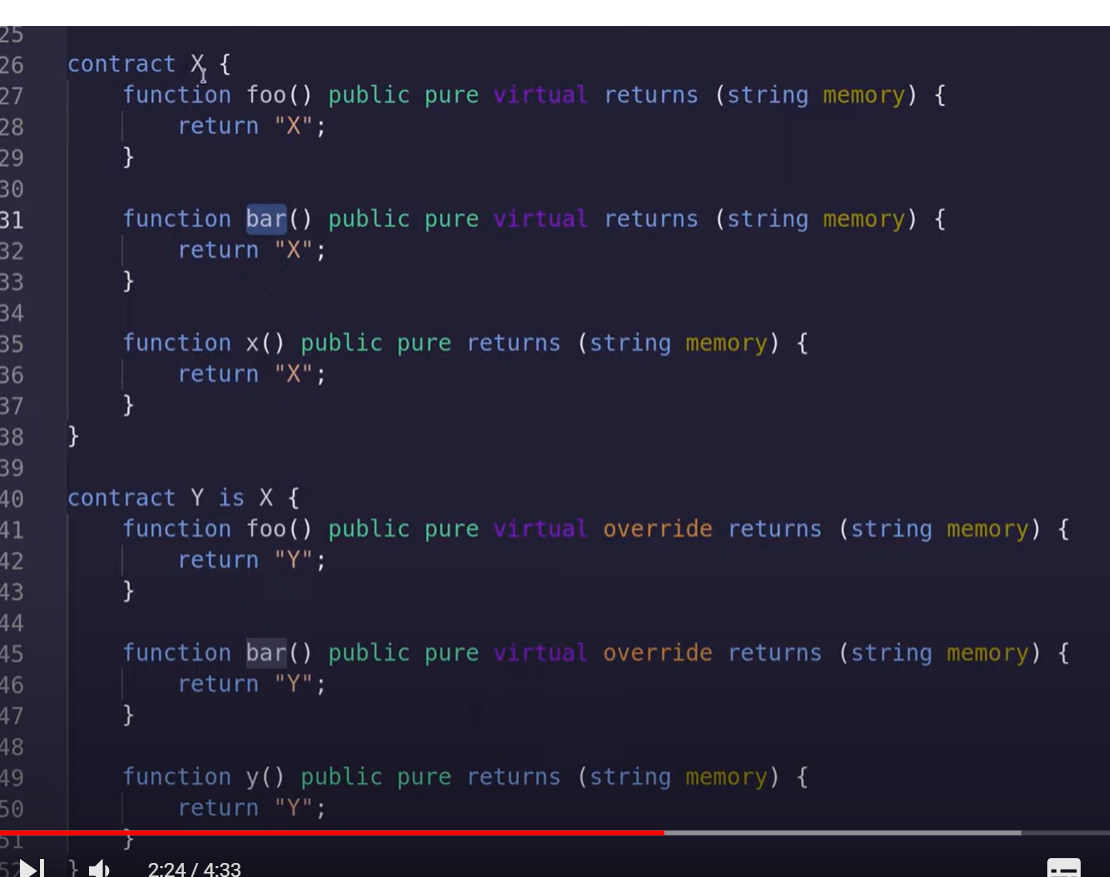 25
26 contract X {
27 function foo() public pure virtual returns (string memory) {
28 return "X";
29 }
30
31 function bar() public pure virtual returns (string memory) {
32 return "X";
33 }
34
35 function x() public pure returns (string memory) {
36 return "X";
37 }
38 }
39
40 contract Y is X {
41 function foo() public pure virtual override returns (string memory) {
42 return "Y";
43 }
44
45 function bar() public pure virtual override returns (string memory) {
46 return "Y";
47 }
48
49 function y() public pure returns (string memory) {
50 return "Y";
51 }
52 }
2:24 / 4:33